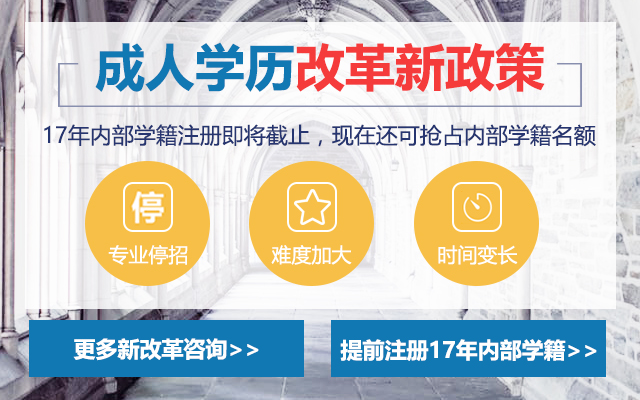 成人学历改革新政策
17年内部学籍注册即将截止，现在还可抢占内部学籍名额
停
专业停招
难度加大
时间变长
更多新改革咨询>>
提前注册17年内部学籍>>